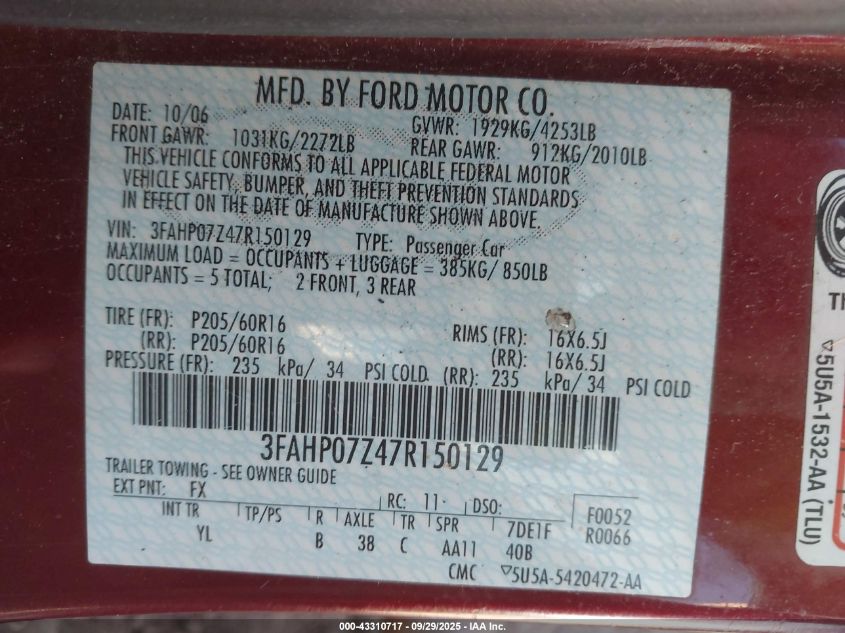 MFD. BY FORD MOTOR CO.
DATE: 10/06 GVWR: 1929KG/4253LB
FRONT GAWR: 1031KG/2272LB REAR GAWR: 912KG/2010LB
THIS VEHICLE CONFORMS TO ALL APPLICABLE FEDERAL MOTOR
VEHICLE SAFETY, BUMPER, AND THEFT PREVENTION STANDARDS
IN EFFECT ON THE DATE OF MANUFACTURE SHOWN ABOVE.
VIN: 3FAHP07Z47R150129 TYPE: Passenger Car
MAXIMUM LOAD = OCCUPANTS + LUGGAGE = 385KG/ 850LB
OCCUPANTS = 5 TOTAL; 2 FRONT, 3 REAR
TIRE (FR): P205/60R16 RIMS (FR): 16X6.5J
(RR): P205/60R16 (RR): 16X6.5J
PRESSURE (FR): 235 kPa/ 34 PSI COLD (RR): 235 kPa/ 34 PSI COLD
3FAHP07Z47R150129
TRAILER TOWING - SEE OWNER GUIDE
EXT PNT: FX RC: 11 DSO: F0052
INT TR TP/PS R AXLE TR SPR 7DE1F R0066
YL B 38 C AA11 40B
CMC ▽5U5A-5420472-AA
TH
▽5U5A-1532-AA (TLU)
000-43310717 - 09/29/2025 - IAA Inc.